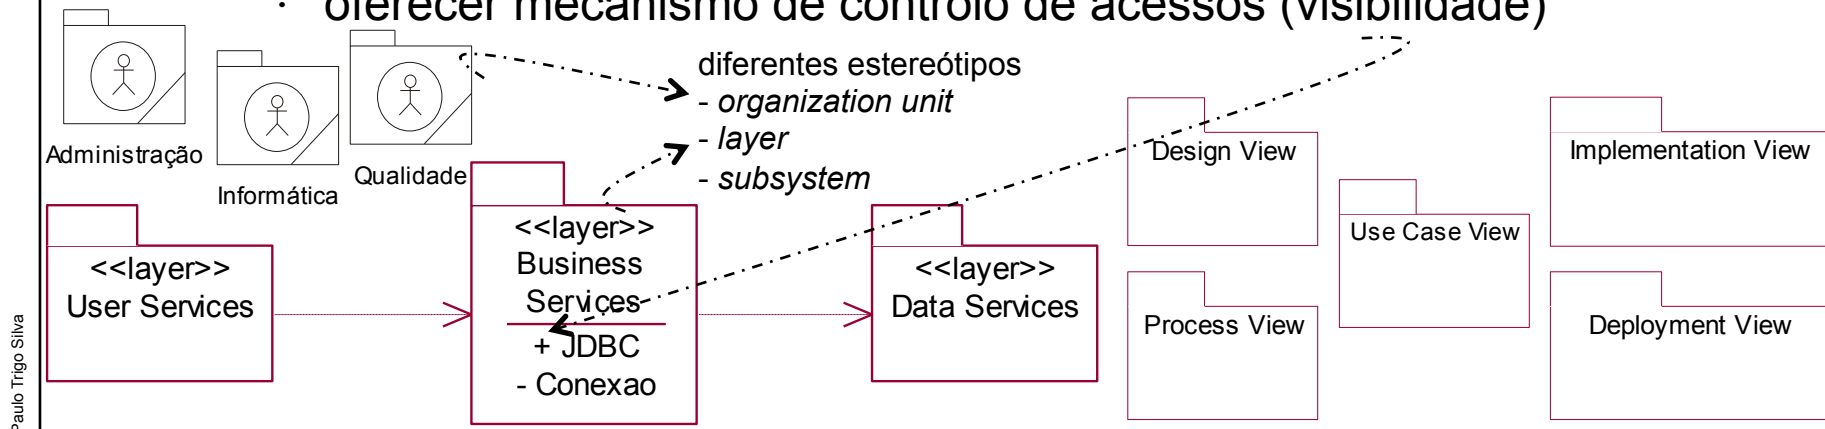 · oferecer mecanismo de controlo de acessos (visibilidade)
diferentes estereótipos
- organization unit
- layer
- subsystem
Administração
Informática
Qualidade
<<layer>>
User Services
<<layer>>
Business
Services
+ JDBC
- Conexao
<<layer>>
Data Services
Design View
Process View
Use Case View
Implementation View
Deployment View
Paulo Trigo Silva